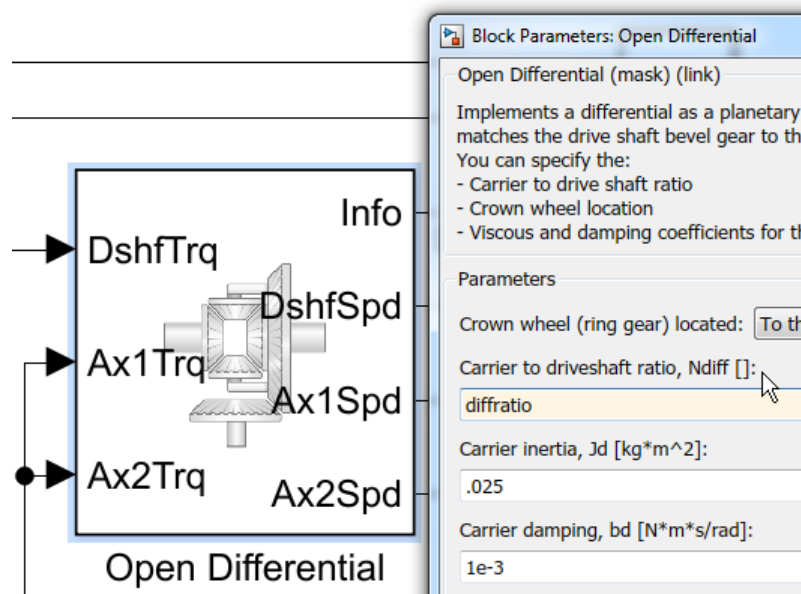 Info
DshfTrq
DshfSpd
Ax1Trq
Ax1Spd
Ax2Trq
Ax2Spd
Open Differential
Block Parameters: Open Differential
Open Differential (mask) (link)
Implements a differential as a planetary
matches the drive shaft bevel gear to
You can specify the:
- Carrier to drive shaft ratio
- Crown wheel location
- Viscous and damping coefficients for
Parameters
Crown wheel (ring gear) located: To
Carrier to driveshaft ratio, Ndiff []:
diffratio
Carrier inertia, Jd [kg*m^2]:
.025
Carrier damping, bd [N*m*s/rad]:
1e-3